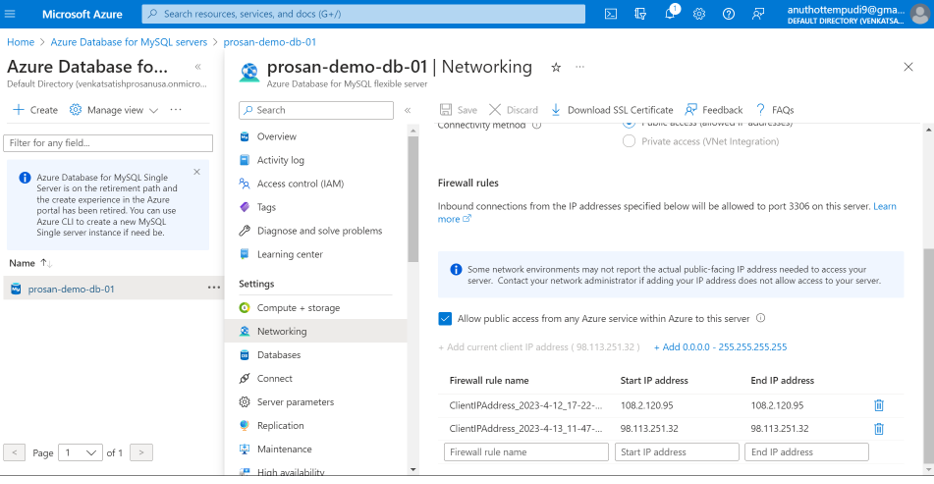 Microsoft Azure
Search resources, services, and docs (G+/)
1
anuthottempudi9@gma...
DEFAULT DIRECTORY (VENKATSA...
Home > Azure Database for MySQL servers > prosan-demo-db-01
Azure Database fo...
Default Directory (venkatsatishprosanusa.onmicro...
+ Create
Manage view
Filter for any field...
Azure Database for MySQL Single
Server is on the retirement path and
the create experience in the Azure
portal has been retired. You can use
Azure CLI to create a new MySQL
Single server instance if need be.
Name
prosan-demo-db-01
< Page 1 of 1 >
prosan-demo-db-01 | Networking
Azure Database for MySQL flexible server
Search
Overview
Activity log
Access control (IAM)
Tags
Diagnose and solve problems
Learning center
Settings
Compute + storage
Networking
Databases
Connect
Server parameters
Replication
Maintenance
High availability
Save
Discard
Download SSL Certificate
Feedback
FAQs
Connectivity method
Public access (allowed IP addresses)
Private access (VNet Integration)
Firewall rules
Inbound connections from the IP addresses specified below will be allowed to port 3306 on this server. Learn
more
Some network environments may not report the actual public-facing IP address needed to access your
server. Contact your network administrator if adding your IP address does not allow access to your server.
Allow public access from any Azure service within Azure to this server
+ Add current client IP address ( 98.113.251.32 )
+ Add 0.0.0.0 - 255.255.255.255
Firewall rule name Start IP address End IP address
ClientIPAddress_2023-4-12_17-22-... 108.2.120.95 108.2.120.95
ClientIPAddress_2023-4-13_11-47-... 98.113.251.32 98.113.251.32
Firewall rule name Start IP address End IP address